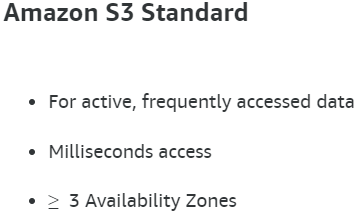 Amazon S3 Standard
• For active, frequently accessed data
• Milliseconds access
• ≥ 3 Availability Zones